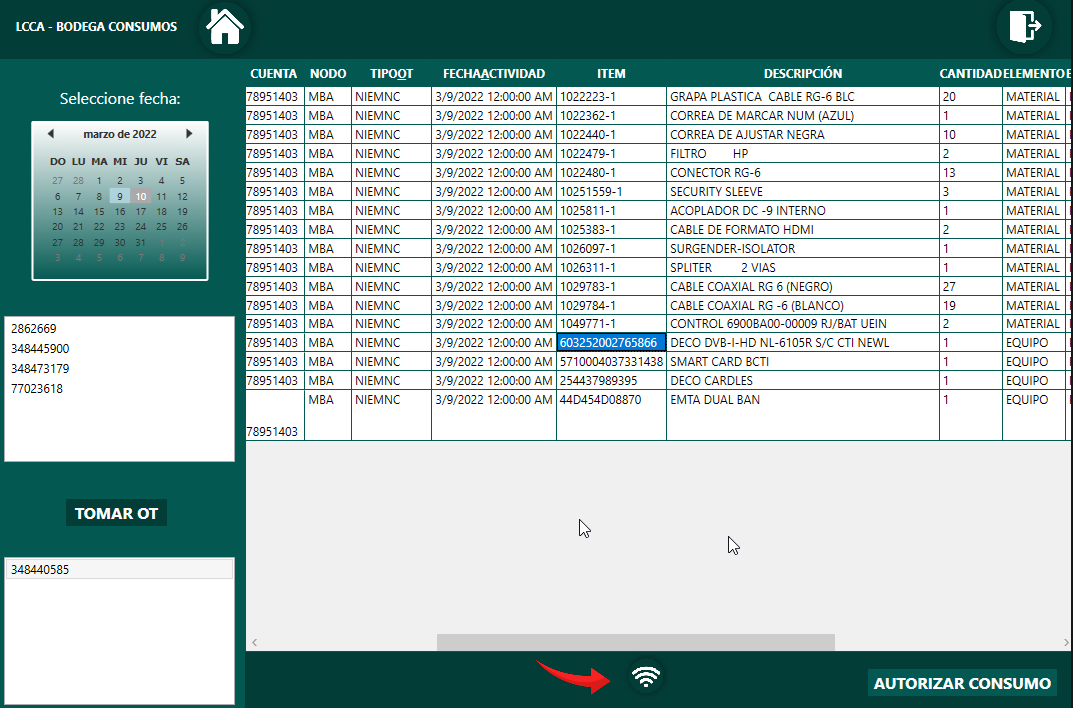 LCCA - BODEGA CONSUMOS
Seleccione fecha:
marzo de 2022
DO LU MA MI JU VI SA
27 28 1 2 3 4 5
6 7 8 9 10 11 12
13 14 15 16 17 18 19
20 21 22 23 24 25 26
27 28 29 30 31 1 2
3 4 5 6 7 8 9
2862669
348445900
348473179
77023618
TOMAR OT
348440585
CUENTA NODO TIPOOT FECHAACTIVIDAD ITEM DESCRIPCIÓN CANTIDAD ELEMENTO E
78951403 MBA NIEMNC 3/9/2022 12:00:00 AM 1022223-1 GRAPA PLASTICA CABLE RG-6 BLC 20 MATERIAL
78951403 MBA NIEMNC 3/9/2022 12:00:00 AM 1022362-1 CORREA DE MARCAR NUM (AZUL) 1 MATERIAL
78951403 MBA NIEMNC 3/9/2022 12:00:00 AM 1022440-1 CORREA DE AJUSTAR NEGRA 10 MATERIAL
78951403 MBA NIEMNC 3/9/2022 12:00:00 AM 1022479-1 FILTRO HP 2 MATERIAL
78951403 MBA NIEMNC 3/9/2022 12:00:00 AM 1022480-1 CONECTOR RG-6 13 MATERIAL
78951403 MBA NIEMNC 3/9/2022 12:00:00 AM 10251559-1 SECURITY SLEEVE 3 MATERIAL
78951403 MBA NIEMNC 3/9/2022 12:00:00 AM 1025811-1 ACOPLADOR DC -9 INTERNO 1 MATERIAL
78951403 MBA NIEMNC 3/9/2022 12:00:00 AM 1025383-1 CABLE DE FORMATO HDMI 2 MATERIAL
78951403 MBA NIEMNC 3/9/2022 12:00:00 AM 1026097-1 SURGENDER-ISOLATOR 1 MATERIAL
78951403 MBA NIEMNC 3/9/2022 12:00:00 AM 1026311-1 SPLITER 2 VIAS 1 MATERIAL
78951403 MBA NIEMNC 3/9/2022 12:00:00 AM 1029783-1 CABLE COAXIAL RG 6 (NEGRO) 27 MATERIAL
78951403 MBA NIEMNC 3/9/2022 12:00:00 AM 1029784-1 CABLE COAXIAL RG -6 (BLANCO) 19 MATERIAL
78951403 MBA NIEMNC 3/9/2022 12:00:00 AM 1049771-1 CONTROL 6900BA00-00009 RJ/BAT UEIN 2 MATERIAL
78951403 MBA NIEMNC 3/9/2022 12:00:00 AM 603252002765866 DECO DVB-I-HD NL-6105R S/C CTI NEWL 1 EQUIPO
78951403 MBA NIEMNC 3/9/2022 12:00:00 AM 5710004037331438 SMART CARD BCTI 1 EQUIPO
78951403 MBA NIEMNC 3/9/2022 12:00:00 AM 254437989395 DECO CARDLES 1 EQUIPO
MBA NIEMNC 3/9/2022 12:00:00 AM 44D454D08870 EMTA DUAL BAN 1 EQUIPO
78951403
AUTORIZAR CONSUMO